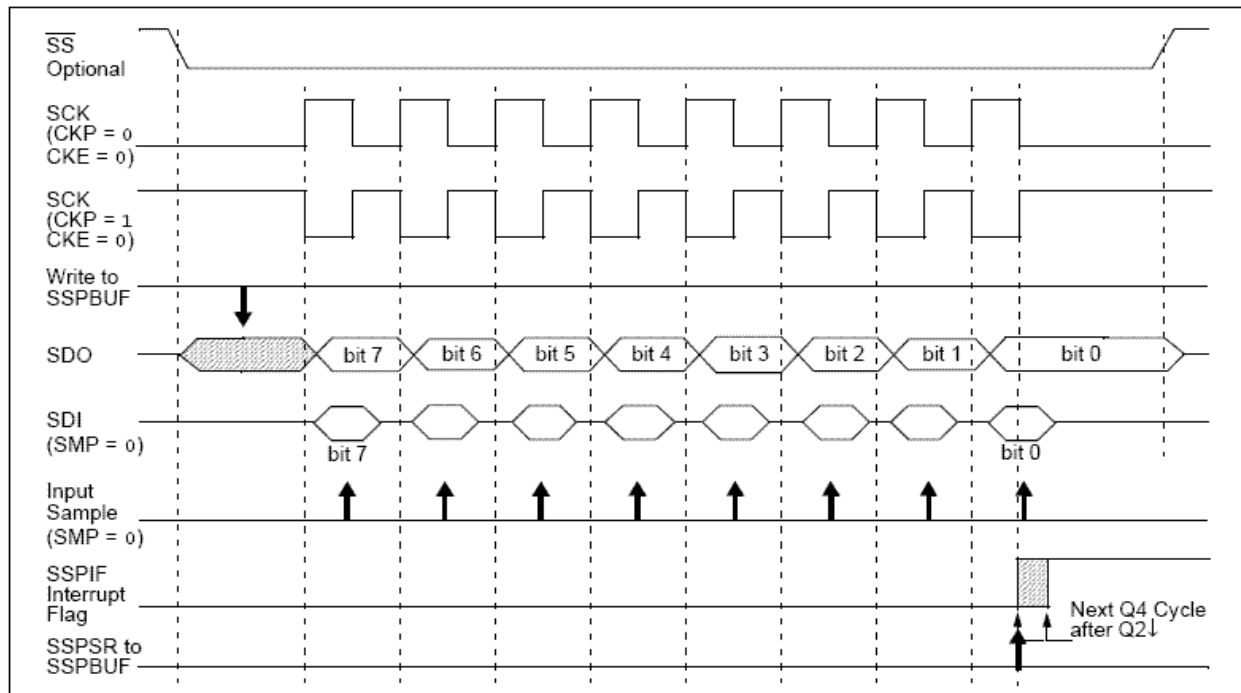 SS
Optional
SCK
(CKP = 0
CKE = 0)
SCK
(CKP = 1
CKE = 0)
Write to
SSPBUF
SDO
bit 7 bit 6 bit 5 bit 4 bit 3 bit 2 bit 1 bit 0
SDI
(SMP = 0)
bit 7 bit 0
Input
Sample
(SMP = 0)
SSPIF
Interrupt
Flag
Next Q4 Cycle
after Q2↓
SSPSR to
SSPBUF